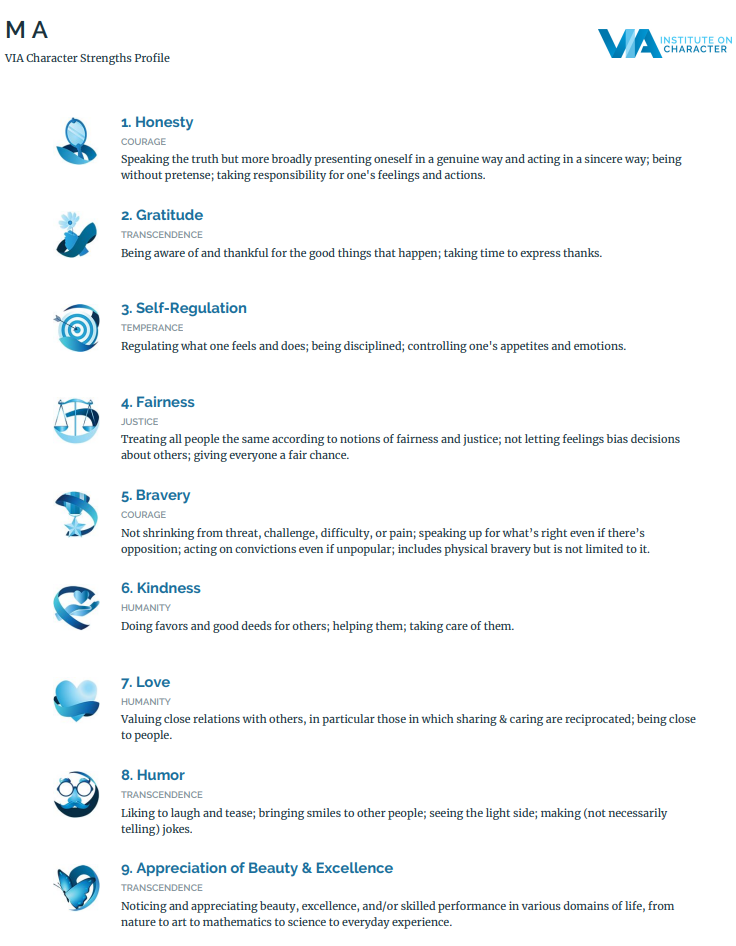 M A
VIA INSTITUTE ON
CHARACTER
VIA Character Strengths Profile
1. Honesty
COURAGE
Speaking the truth but more broadly presenting oneself in a genuine way and acting in a sincere way; being
without pretense; taking responsibility for one's feelings and actions.
2. Gratitude
TRANSCENDENCE
Being aware of and thankful for the good things that happen; taking time to express thanks.
3. Self-Regulation
TEMPERANCE
Regulating what one feels and does; being disciplined; controlling one's appetites and emotions.
4. Fairness
JUSTICE
Treating all people the same according to notions of fairness and justice; not letting feelings bias decisions
about others; giving everyone a fair chance.
5. Bravery
COURAGE
Not shrinking from threat, challenge, difficulty, or pain; speaking up for what's right even if there's
opposition; acting on convictions even if unpopular; includes physical bravery but is not limited to it.
6. Kindness
HUMANITY
Doing favors and good deeds for others; helping them; taking care of them.
7. Love
HUMANITY
Valuing close relations with others, in particular those in which sharing & caring are reciprocated; being close
to people.
8. Humor
TRANSCENDENCE
Liking to laugh and tease; bringing smiles to other people; seeing the light side; making (not necessarily
telling) jokes.
9. Appreciation of Beauty & Excellence
TRANSCENDENCE
Noticing and appreciating beauty, excellence, and/or skilled performance in various domains of life, from
nature to art to mathematics to science to everyday experience.